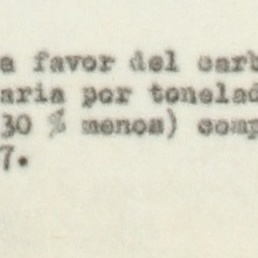 a favor del carb
aria por tonelad
30 % menos) comp
7.